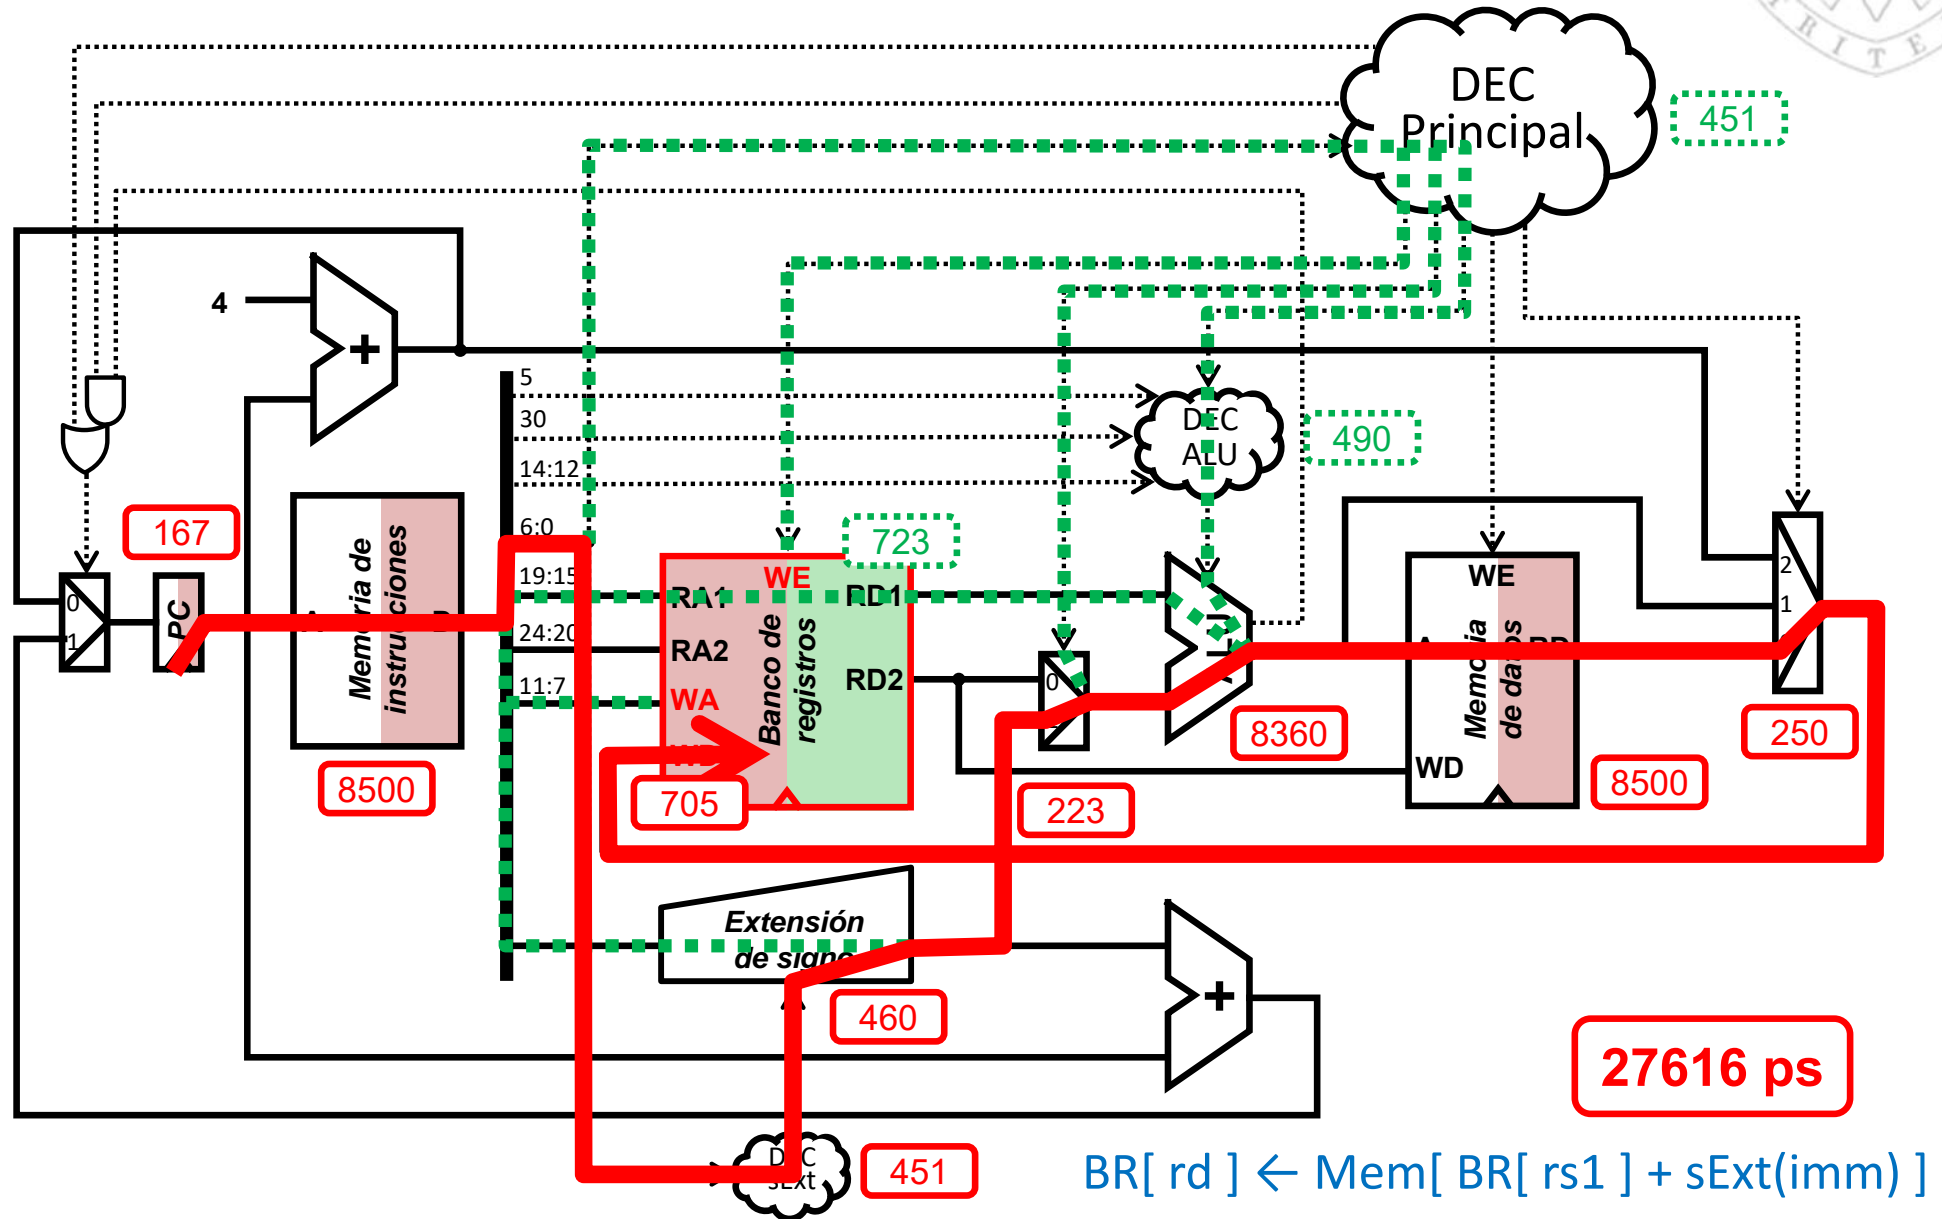 R I T E
DEC
Principal
451
4
+
5
30
14:12
6:0
19:15
24:20
11:7
DEC
ALU
490
167
0
1
PC
Memoria de
instrucciones
8500
723
WE
RA1
RD1
RA2
RD2
WA
WD
Banco de
registros
705
0
223
8360
WE
Memoria
de datos
RD
WD
8500
2
1
250
Extensión
de signo
460
+
DEC
sExt
451
27616 ps
BR[ rd ] ← Mem[ BR[ rs1 ] + sExt(imm) ]